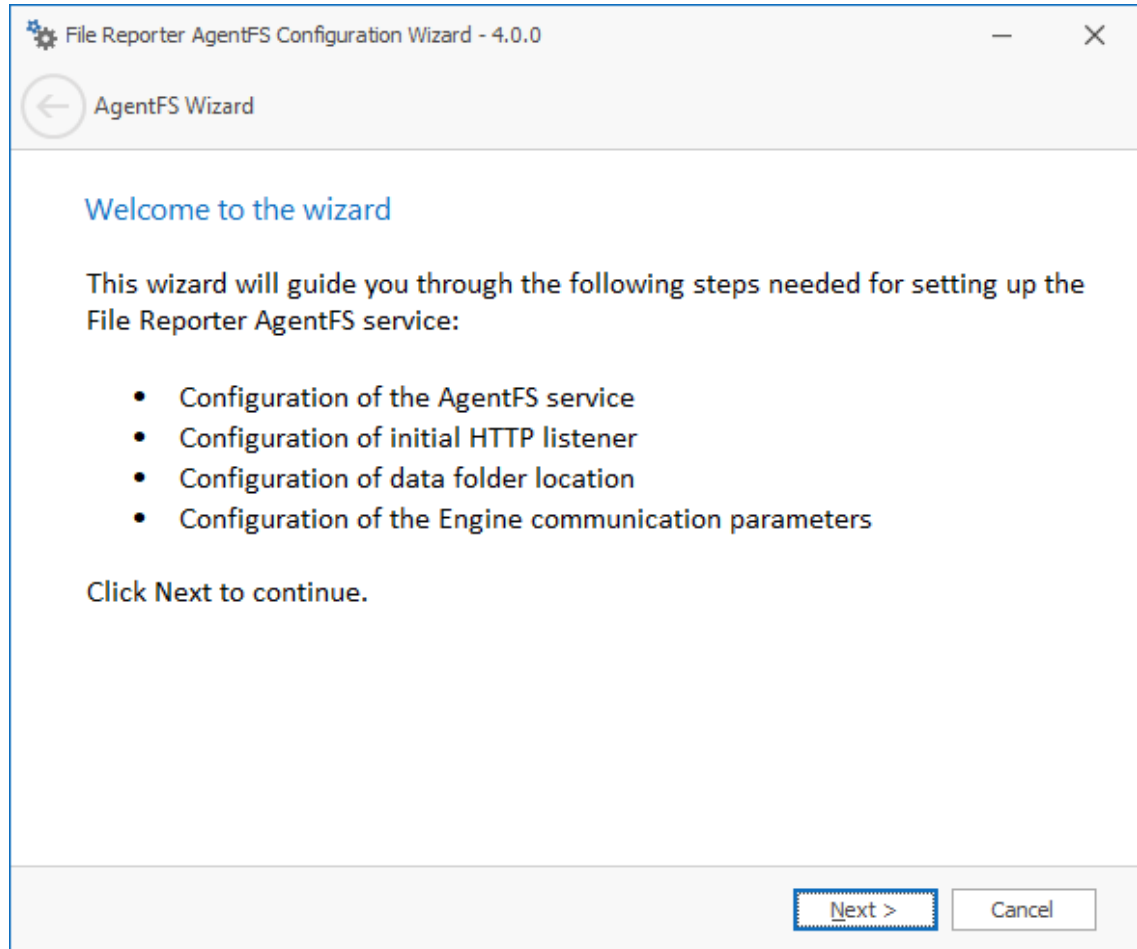 File Reporter AgentFS Configuration Wizard - 4.0.0
AgentFS Wizard
Welcome to the wizard
This wizard will guide you through the following steps needed for setting up the
File Reporter AgentFS service:
• Configuration of the AgentFS service
• Configuration of initial HTTP listener
• Configuration of data folder location
• Configuration of the Engine communication parameters
Click Next to continue.
Next > Cancel